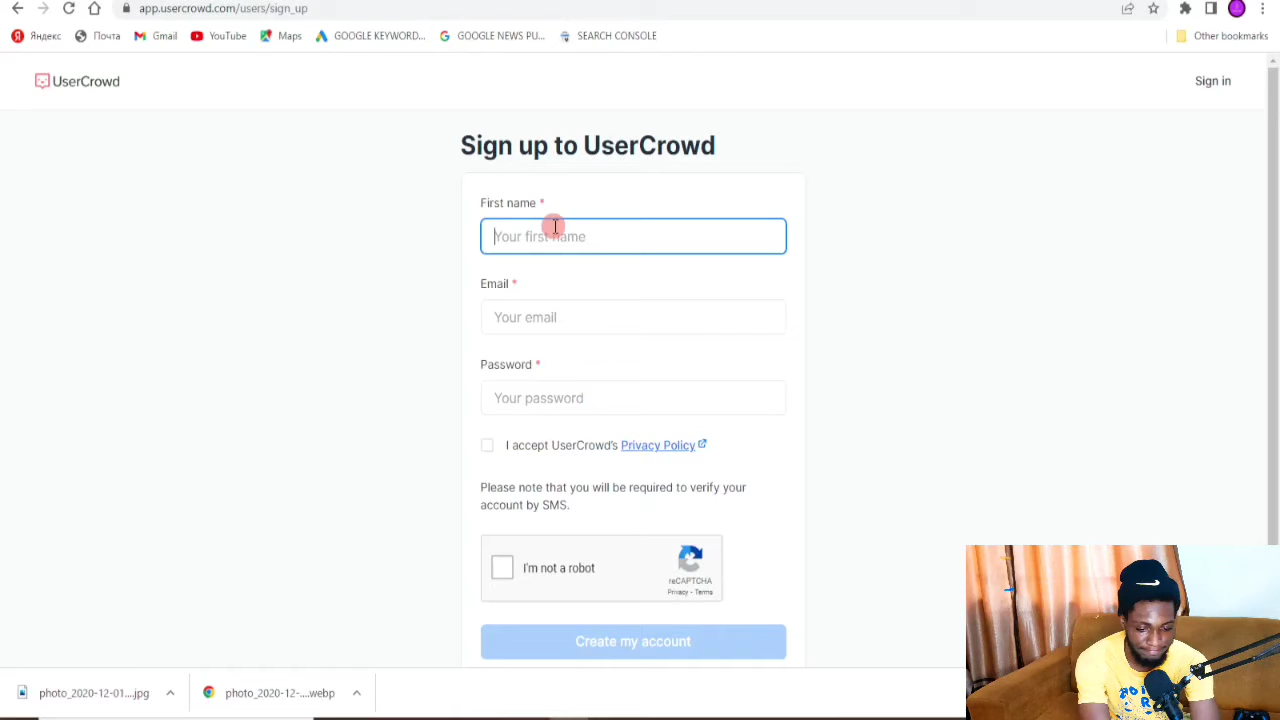 app.usercrowd.com/users/sign_up
Яндекс Почта Gmail YouTube Maps GOOGLE KEYWORD... GOOGLE NEWS PU... SEARCH CONSOLE Other bookmarks
UserCrowd Sign in
Sign up to UserCrowd
First name *
Your first name
Email *
Your email
Password *
Your password
I accept UserCrowd's Privacy Policy
Please note that you will be required to verify your
account by SMS.
I'm not a robot
reCAPTCHA
Privacy - Terms
Create my account
photo_2020-12-01....jpg photo_2020-12-....webp